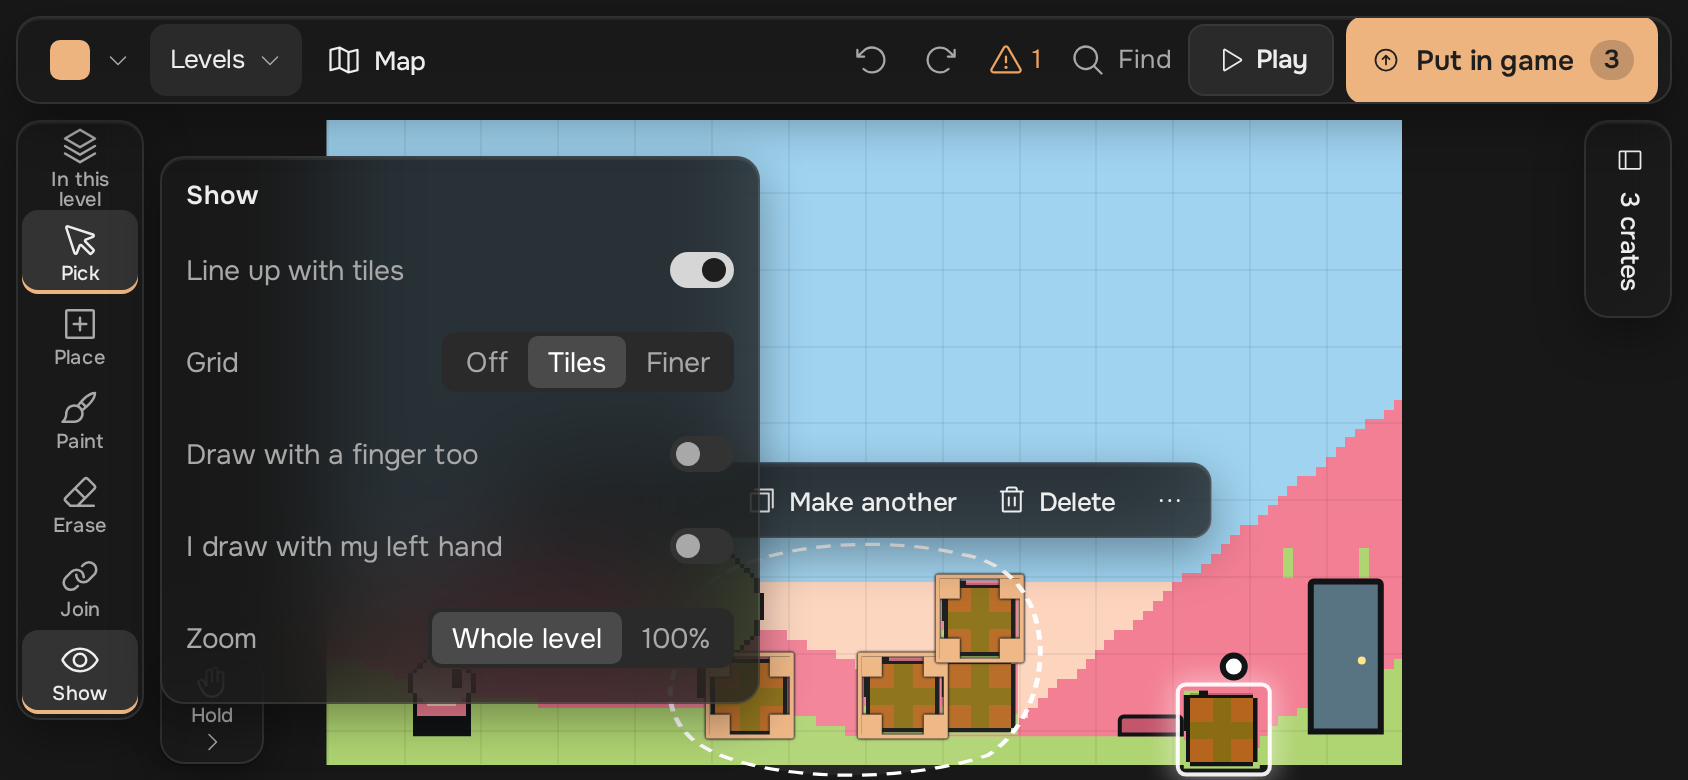 Levels
Map
1
Find
Play
Put in game
3
In this
level
Pick
Place
Paint
Erase
Join
Show
Show
Line up with tiles
Grid
Off
Tiles
Finer
Draw with a finger too
I draw with my left hand
Zoom
Whole level
100%
Hold
Make another
Delete
3 crates